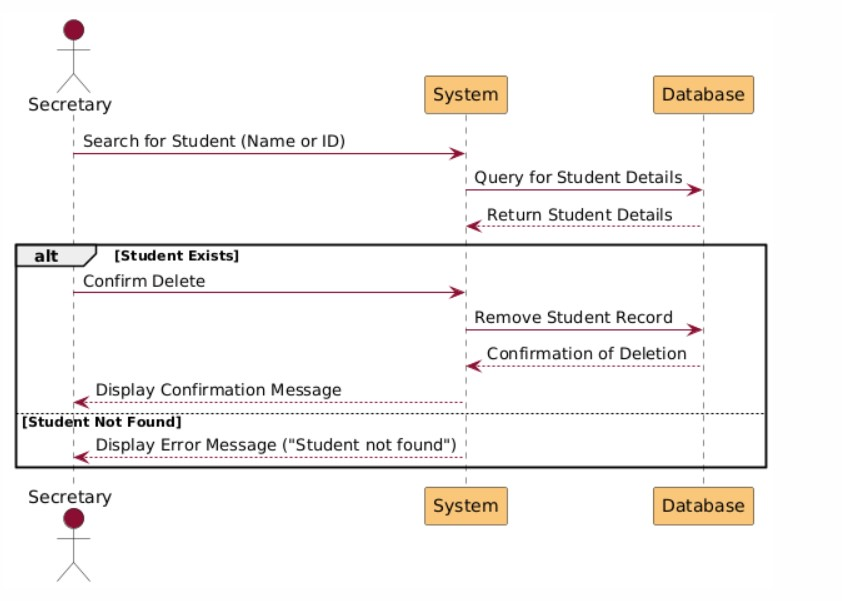 Secretary
System
Database
Search for Student (Name or ID)
Query for Student Details
Return Student Details
alt
[Student Exists]
Confirm Delete
Remove Student Record
Confirmation of Deletion
Display Confirmation Message
[Student Not Found]
Display Error Message ("Student not found")
Secretary
System
Database